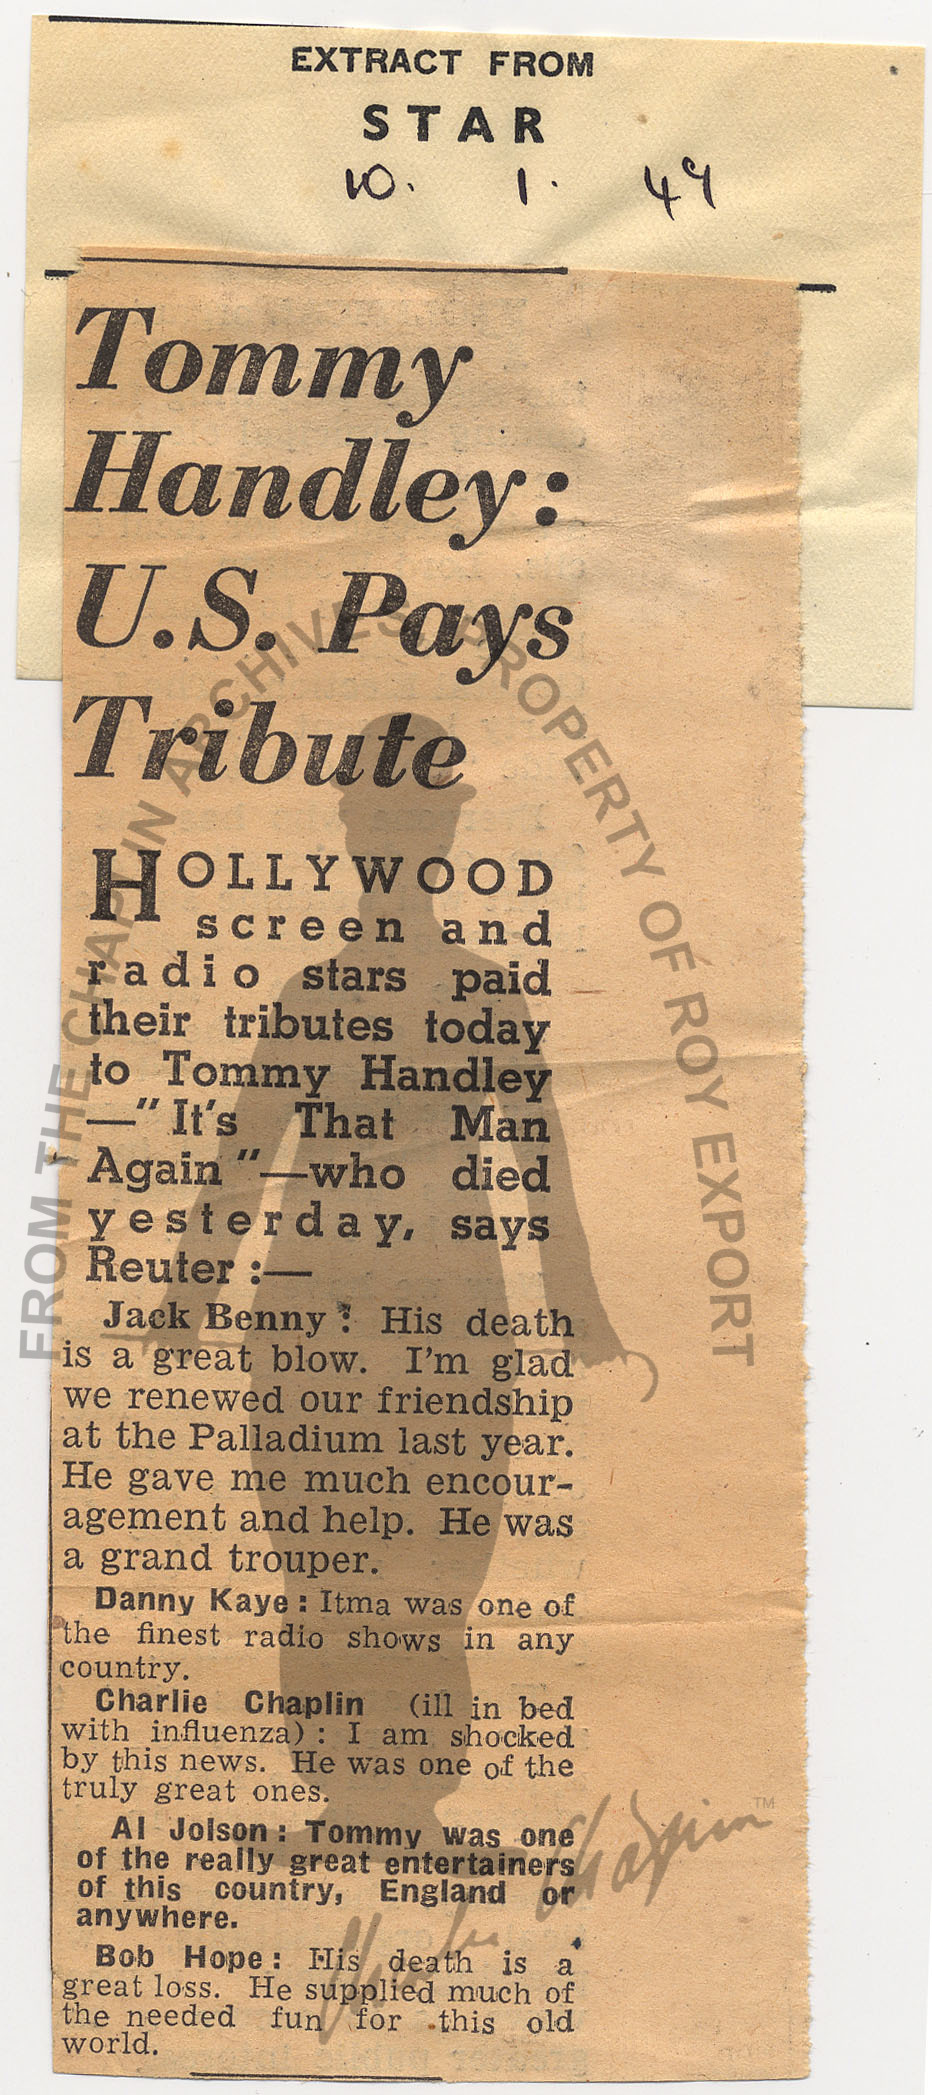 EXTRACT FROM
STAR
10. 1. 49
Tommy
Handley:
U.S. Pays
Tribute
HOLLYWOOD
screen and
radio stars paid
their tributes today
to Tommy Handley
—"It's That Man
Again"—who died
yesterday, says
Reuter :—
Jack Benny : His death
is a great blow. I'm glad
we renewed our friendship
at the Palladium last year.
He gave me much encour-
agement and help. He was
a grand trouper.
Danny Kaye : Itma was one of
the finest radio shows in any
country.
Charlie Chaplin (ill in bed
with influenza) : I am shocked
by this news. He was one of the
truly great ones.
Al Jolson : Tommy was one
of the really great entertainers
of this country, England or
anywhere.
Bob Hope : His death is a
great loss. He supplied much of
the needed fun for this old
world.
FROM THE CHAPLIN ARCHIVES. PROPERTY OF ROY EXPORT
Charlie Chaplin TM